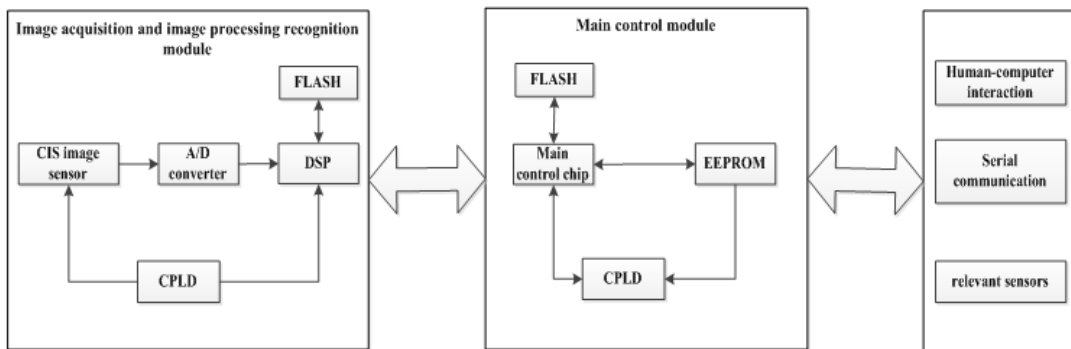 Image acquisition and image processing recognition
module
FLASH
CIS image
sensor
A/D
converter
DSP
CPLD
Main control module
FLASH
Main
control chip
EEPROM
CPLD
Human-computer
interaction
Serial
communication
relevant sensors